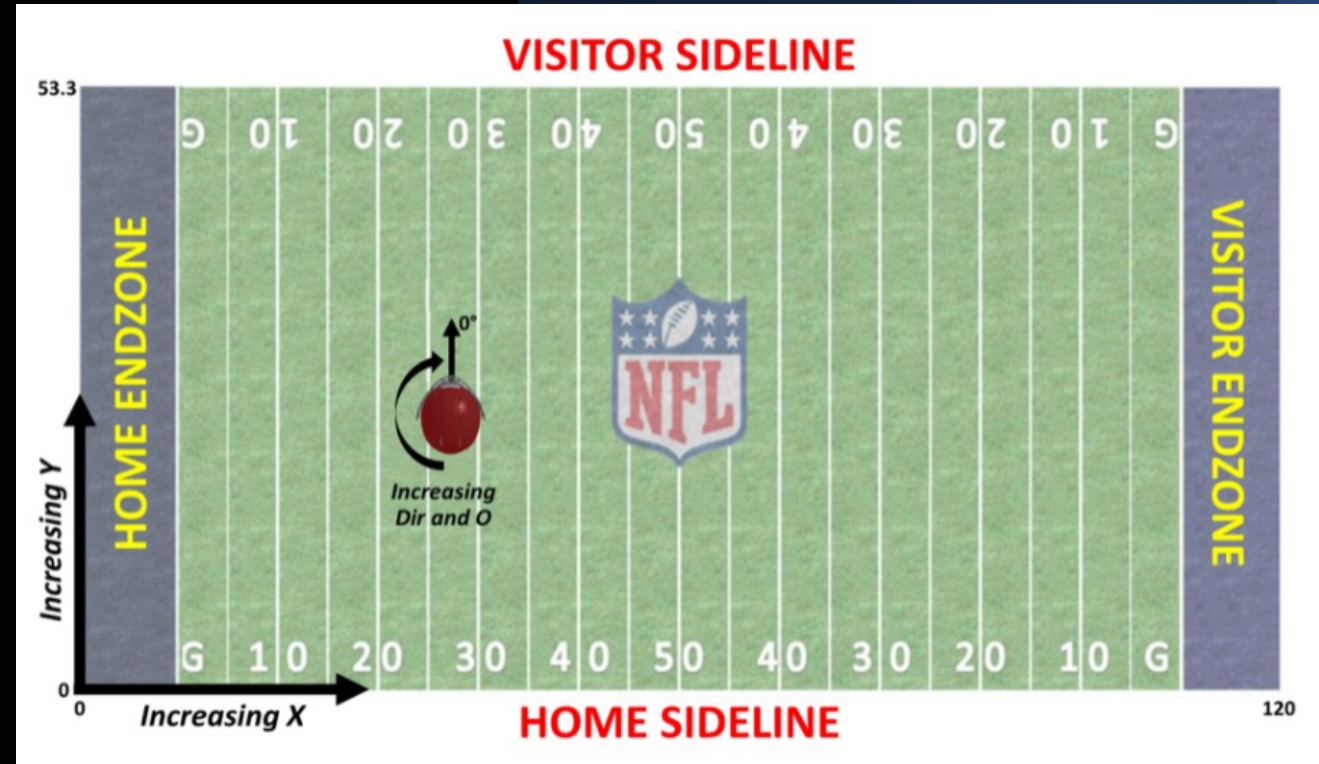 VISITOR SIDELINE
53.3
G 10 20 30 40 50 40 30 20 10 G
HOME ENDZONE
VISITOR ENDZONE
0°
NFL
Increasing
Dir and O
Increasing Y
G 10 20 30 40 50 40 30 20 10 G
0
0
120
Increasing X
HOME SIDELINE